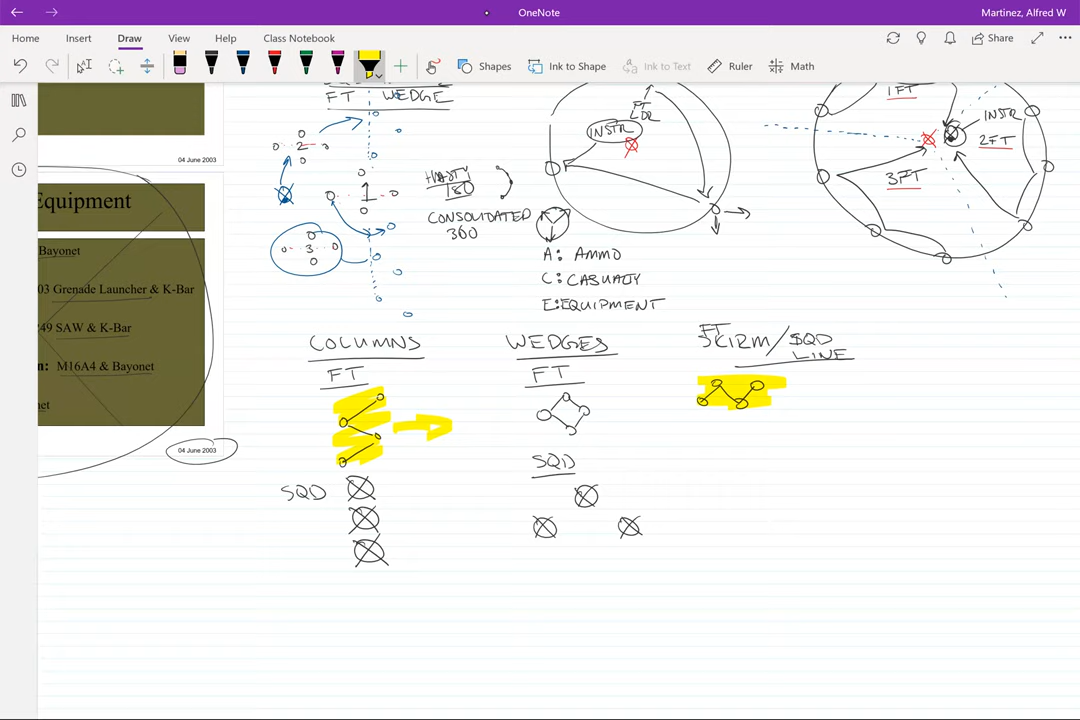 OneNote
Martinez, Alfred W
Home Insert Draw View Help Class Notebook
Share
Shapes
Ink to Shape
Ink to Text
Ruler
Math
04 June 2003
Equipment
Bayonet
03 Grenade Launcher & K-Bar
249 SAW & K-Bar
m: M16A4 & Bayonet
net
04 June 2003
FT WEDGE
2
1
3
HASTY
180
CONSOLIDATED
360
INSTR
FT
LDR
A: AMMO
C: CASUALTY
E: EQUIPMENT
1FT
INSTR
2FT
3FT
COLUMNS
FT
SQD
WEDGES
FT
SQD
FT
SKIRM/SQD
LINE